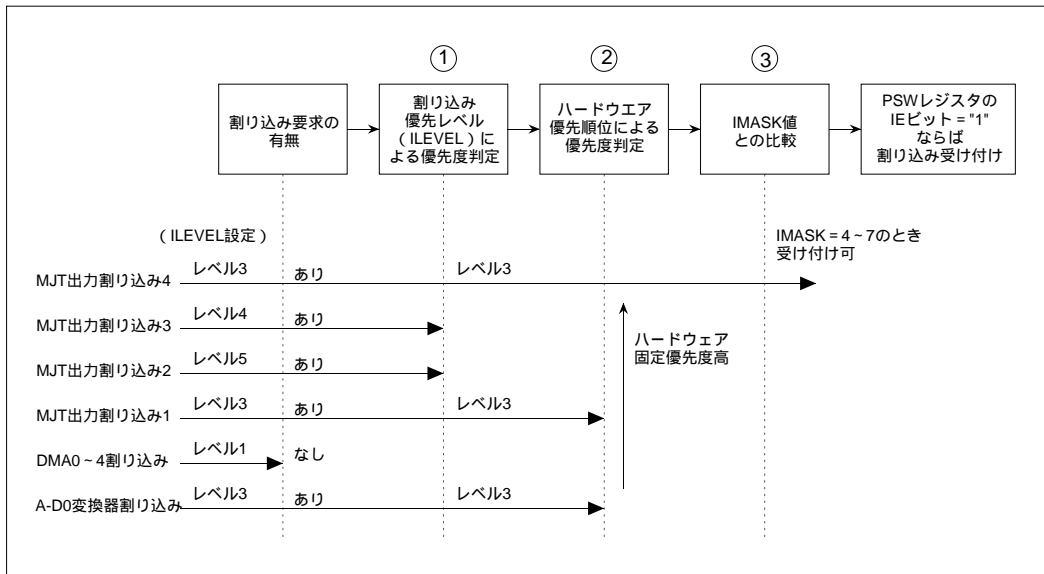 ① ② ③
割り込み要求の
有無
割り込み
優先レベル
（ILEVEL）に
よる優先度判定
ハードウエア
優先順位による
優先度判定
IMASK値
との比較
PSWレジスタの
IEビット = "1"
ならば
割り込み受け付け
（ILEVEL設定）
IMASK = 4～7のとき
受け付け可
MJT出力割り込み4 レベル3 あり レベル3
MJT出力割り込み3 レベル4 あり
MJT出力割り込み2 レベル5 あり
ハードウェア
固定優先度高
MJT出力割り込み1 レベル3 あり レベル3
DMA0～4割り込み レベル1 なし
A-D0変換器割り込み レベル3 あり レベル3